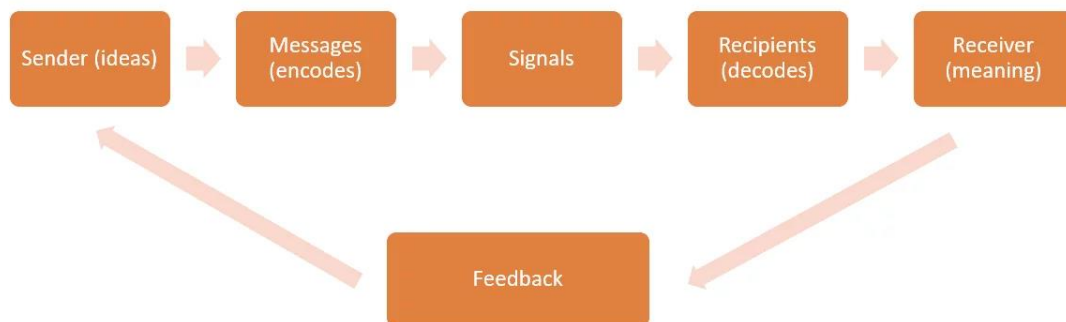 Sender (ideas)
Messages
(encodes)
Signals
Recipients
(decodes)
Receiver
(meaning)
Feedback